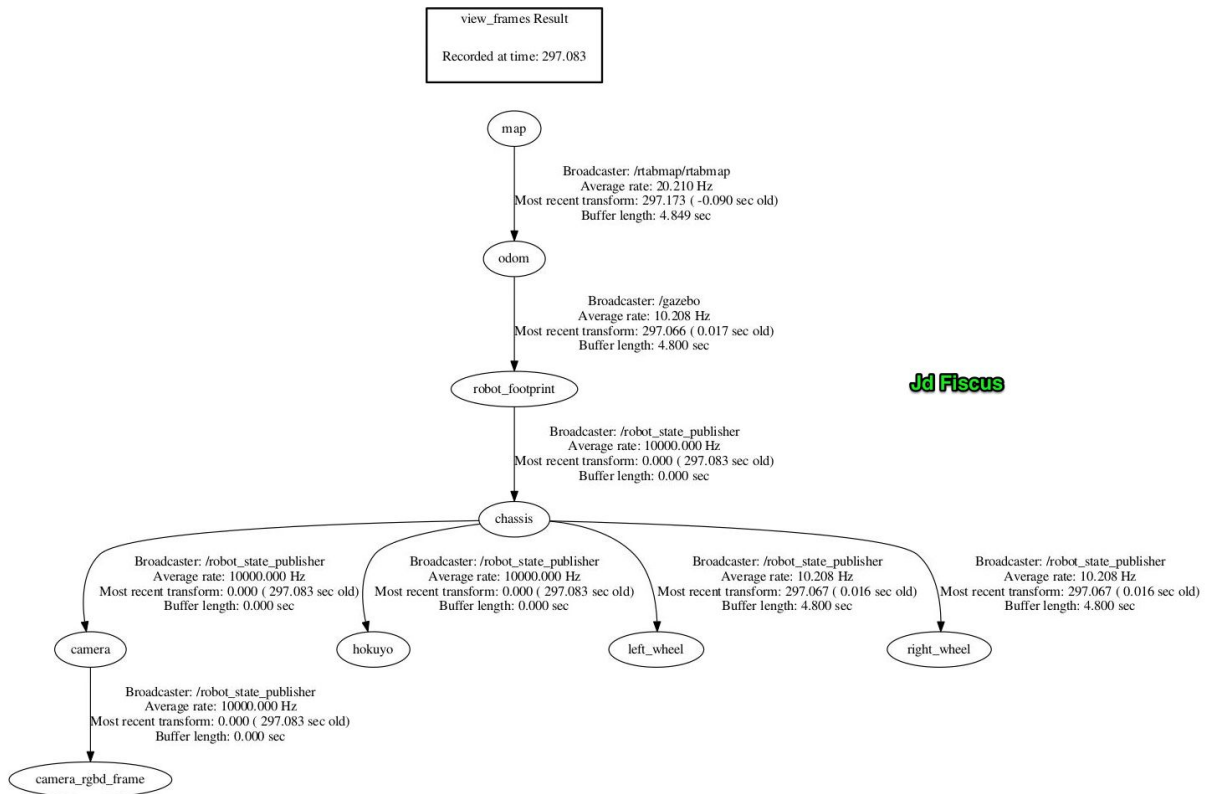 view_frames Result
Recorded at time: 297.083
map
Broadcaster: /rtabmap/rtabmap
Average rate: 20.210 Hz
Most recent transform: 297.173 ( -0.090 sec old)
Buffer length: 4.849 sec
odom
Broadcaster: /gazebo
Average rate: 10.208 Hz
Most recent transform: 297.066 ( 0.017 sec old)
Buffer length: 4.800 sec
robot_footprint
Jd Fiscus
Broadcaster: /robot_state_publisher
Average rate: 10000.000 Hz
Most recent transform: 0.000 ( 297.083 sec old)
Buffer length: 0.000 sec
chassis
Broadcaster: /robot_state_publisher
Average rate: 10000.000 Hz
Most recent transform: 0.000 ( 297.083 sec old)
Buffer length: 0.000 sec
Broadcaster: /robot_state_publisher
Average rate: 10000.000 Hz
Most recent transform: 0.000 ( 297.083 sec old)
Buffer length: 0.000 sec
Broadcaster: /robot_state_publisher
Average rate: 10.208 Hz
Most recent transform: 297.067 ( 0.016 sec old)
Buffer length: 4.800 sec
Broadcaster: /robot_state_publisher
Average rate: 10.208 Hz
Most recent transform: 297.067 ( 0.016 sec old)
Buffer length: 4.800 sec
camera
hokuyo
left_wheel
right_wheel
Broadcaster: /robot_state_publisher
Average rate: 10000.000 Hz
Most recent transform: 0.000 ( 297.083 sec old)
Buffer length: 0.000 sec
camera_rgbd_frame